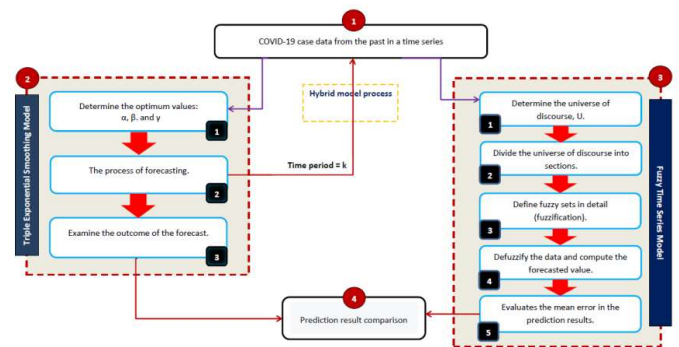 1
COVID-19 case data from the past in a time series
2
Triple Exponential Smoothing Model
Determine the optimum values:
α, β. and γ
1
The process of forecasting.
2
Examine the outcome of the forecast.
3
Hybrid model process
Time period = k
3
Fuzzy Time Series Model
Determine the universe of
discourse, U.
1
Divide the universe of discourse into
sections.
2
Define fuzzy sets in detail
(fuzzification).
3
Defuzzify the data and compute the
forecasted value.
4
Evaluates the mean error in the
prediction results.
5
4
Prediction result comparison